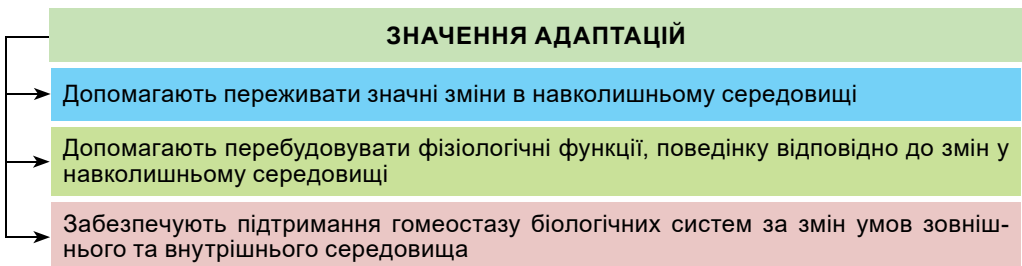 ЗНАЧЕННЯ АДАПТАЦІЙ
Допомагають переживати значні зміни в навколишньому середовищі
Допомагають перебудовувати фізіологічні функції, поведінку відповідно до змін у
навколишньому середовищі
Забезпечують підтримання гомеостазу біологічних систем за змін умов зовніш-
нього та внутрішнього середовища